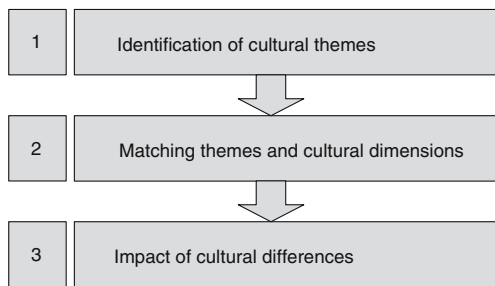 1 Identification of cultural themes
2 Matching themes and cultural dimensions
3 Impact of cultural differences